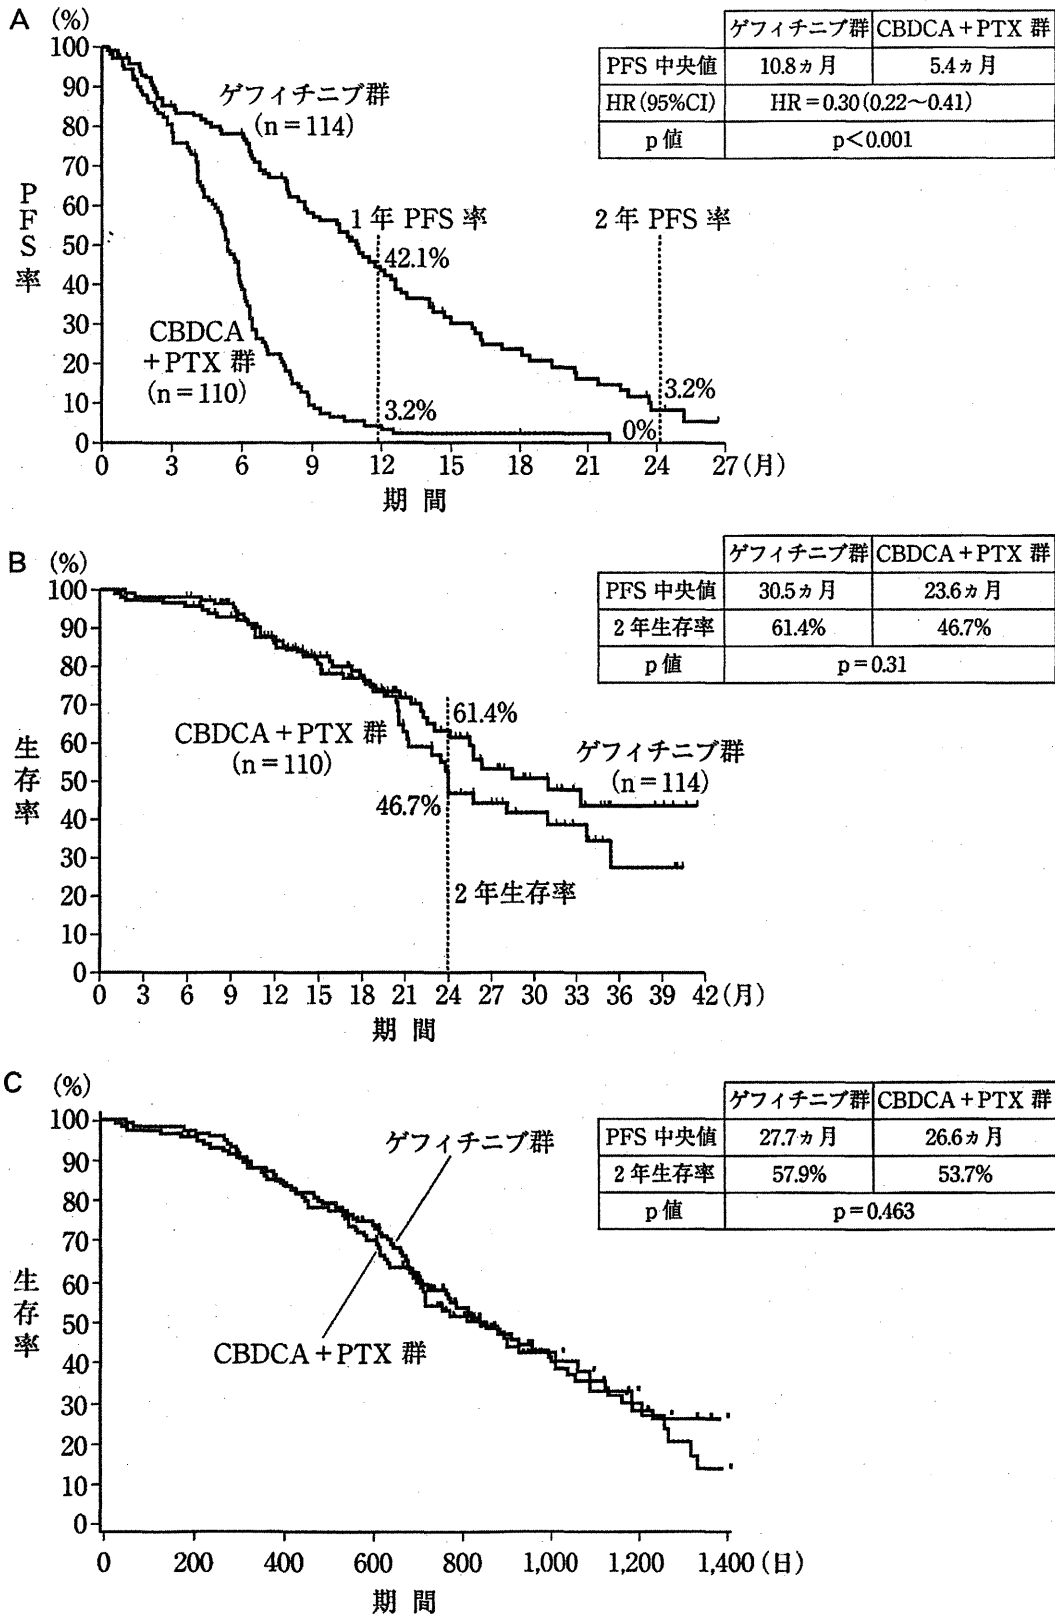 A (%)
ゲフィチニブ群 CBDCA+PTX 群
PFS 中央値 10.8ヵ月 5.4ヵ月
HR(95%CI) HR=0.30(0.22〜0.41)
p 値 p<0.001
100
90
80
70
60
50
40
30
20
10
0
PFS率
ゲフィチニブ群
(n=114)
1年 PFS 率
2年 PFS 率
42.1%
CBDCA
+PTX 群
(n=110)
3.2%
3.2%
0%
0 3 6 9 12 15 18 21 24 27(月)
期間
B (%)
ゲフィチニブ群 CBDCA+PTX 群
PFS 中央値 30.5ヵ月 23.6ヵ月
2年生存率 61.4% 46.7%
p 値 p=0.31
100
90
80
70
60
50
40
30
20
10
0
生存率
61.4%
CBDCA+PTX 群
(n=110)
ゲフィチニブ群
(n=114)
46.7%
2年生存率
0 3 6 9 12 15 18 21 24 27 30 33 36 39 42(月)
期間
C (%)
ゲフィチニブ群 CBDCA+PTX 群
PFS 中央値 27.7ヵ月 26.6ヵ月
2年生存率 57.9% 53.7%
p 値 p=0.463
100
90
80
70
60
50
40
30
20
10
0
生存率
ゲフィチニブ群
CBDCA+PTX 群
0 200 400 600 800 1,000 1,200 1,400(日)
期間